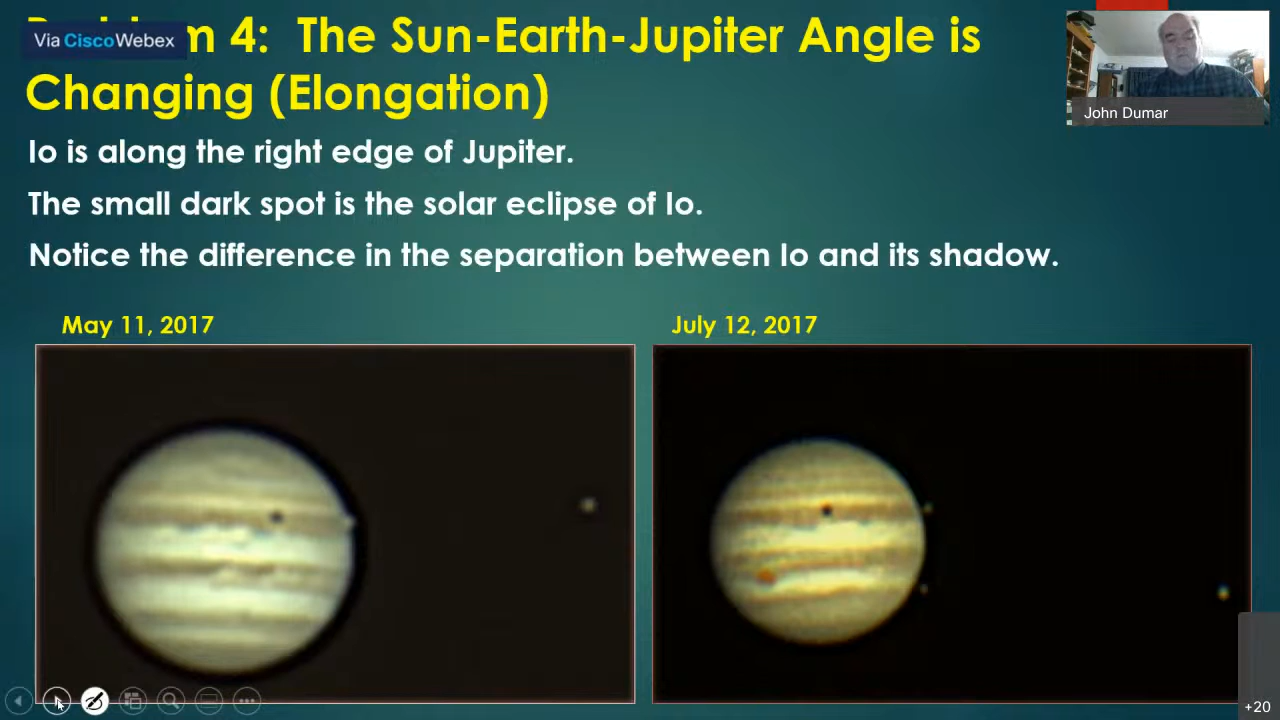 Via Cisco Webex
m 4: The Sun-Earth-Jupiter Angle is
Changing (Elongation)
John Dumar
Io is along the right edge of Jupiter.
The small dark spot is the solar eclipse of Io.
Notice the difference in the separation between Io and its shadow.
May 11, 2017
July 12, 2017
+20